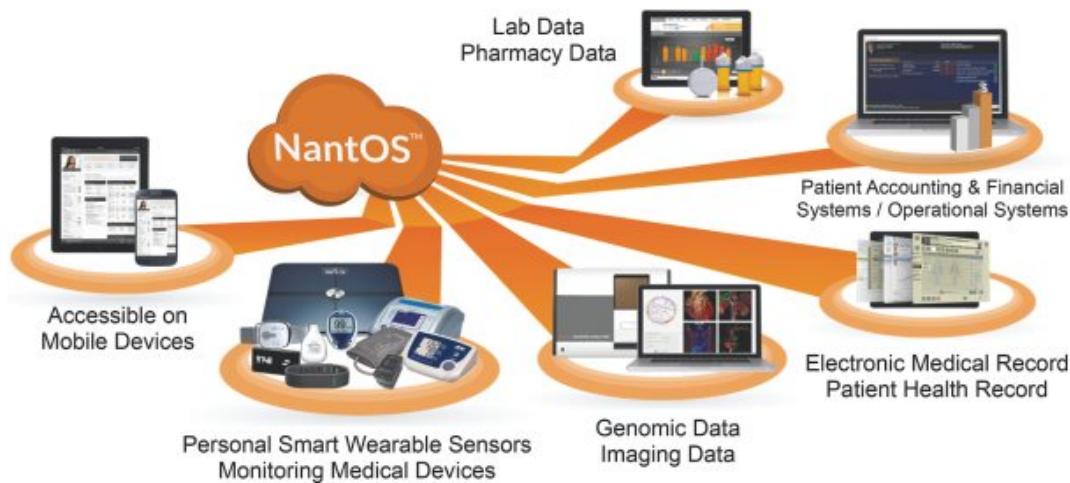 Lab Data
Pharmacy Data
NantOS™
Patient Accounting & Financial
Systems / Operational Systems
Accessible on
Mobile Devices
Electronic Medical Record
Patient Health Record
Genomic Data
Imaging Data
Personal Smart Wearable Sensors
Monitoring Medical Devices